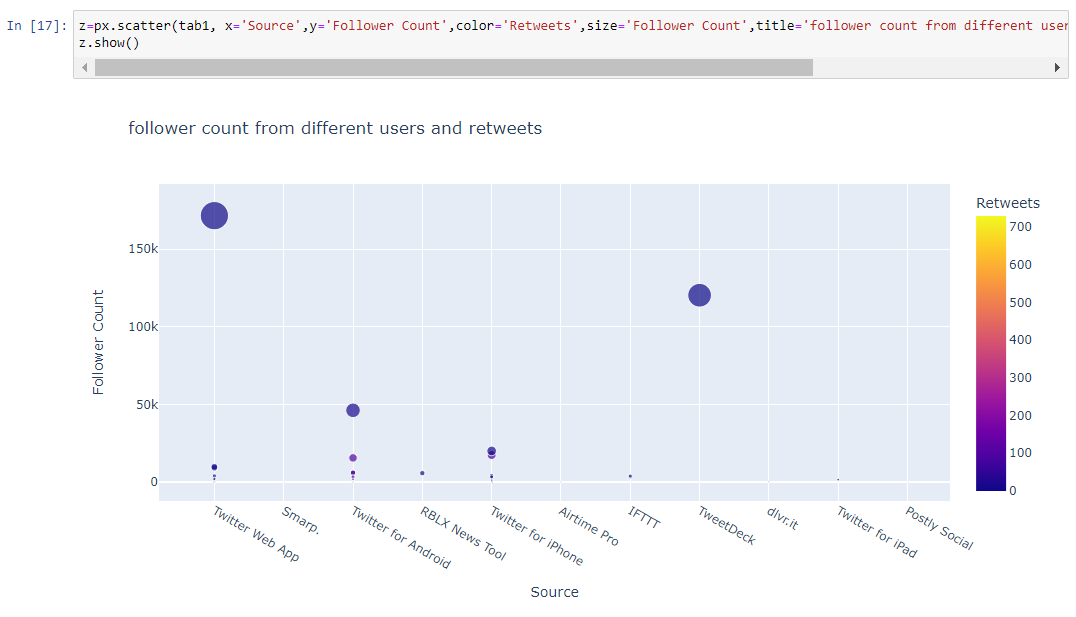 In [17]:
z=px.scatter(tab1, x='Source',y='Follower Count',color='Retweets',size='Follower Count',title='follower count from different user
z.show()
follower count from different users and retweets
Retweets
700
600
500
400
300
200
100
0
Follower Count
150k
100k
50k
0
Twitter Web App
Smarp.
Twitter for Android
RBLX News Tool
Twitter for iPhone
Airtime Pro
IFTTT
TweetDeck
dlvr.it
Twitter for iPad
Postly Social
Source